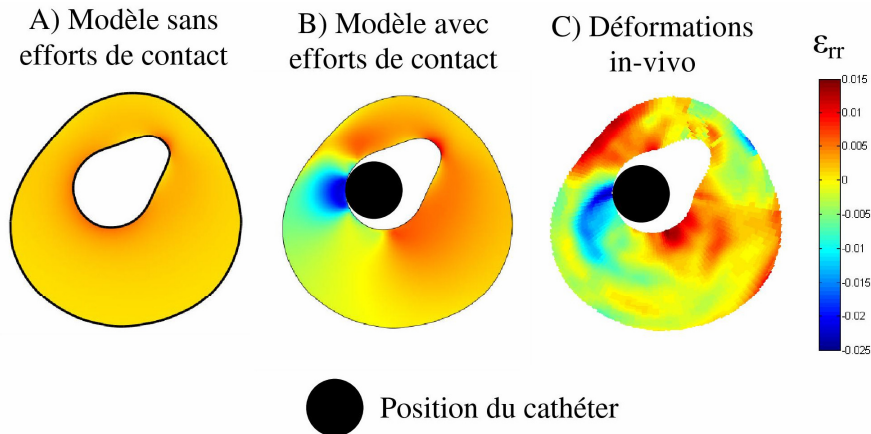 A) Modèle sans
efforts de contact
B) Modèle avec
efforts de contact
C) Déformations
in-vivo
εrr
0.015
0.01
0.005
0
-0.005
-0.01
-0.015
-0.02
-0.025
Position du cathéter